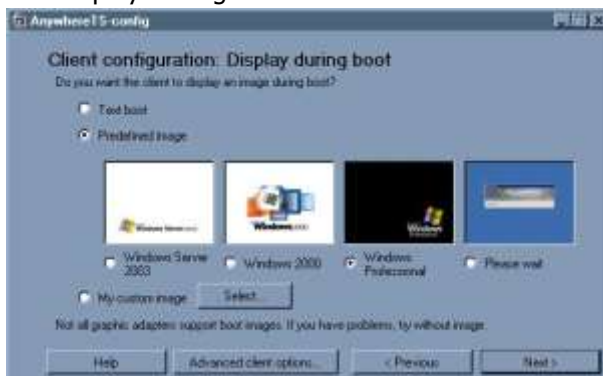 AnywhereTS-config
Client configuration: Display during boot
Do you want the client to display an image during boot?
Text boot
Predefined image
Windows Server 2003
Windows 2000
Windows Professional
Please wait
My custom image
Select...
Not all graphic adapters support boot images. If you have problems, try without image.
Help
Advanced client options...
< Previous
Next >